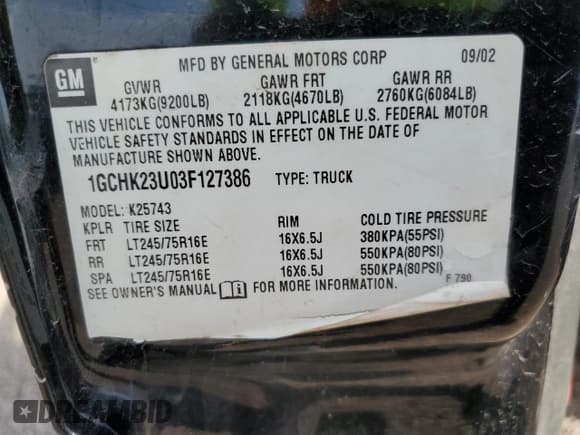 GM
MFD BY GENERAL MOTORS CORP 09/02
GVWR GAWR FRT GAWR RR
4173KG(9200LB) 2118KG(4670LB) 2760KG(6084LB)
THIS VEHICLE CONFORMS TO ALL APPLICABLE U.S. FEDERAL MOTOR
VEHICLE SAFETY STANDARDS IN EFFECT ON THE DATE OF
MANUFACTURE SHOWN ABOVE.
1GCHK23U03F127386 TYPE: TRUCK
MODEL: K25743
KPLR TIRE SIZE RIM COLD TIRE PRESSURE
FRT LT245/75R16E 16X6.5J 380KPA(55PSI)
RR LT245/75R16E 16X6.5J 550KPA(80PSI)
SPA LT245/75R16E 16X6.5J 550KPA(80PSI)
SEE OWNER'S MANUAL FOR MORE INFORMATION. F 790
DREAMBID